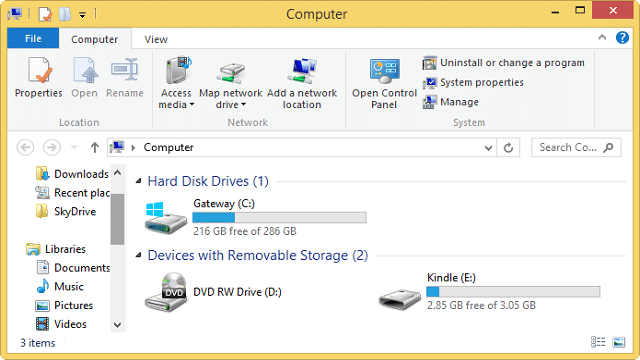 Computer
File
Computer
View
Properties
Open
Rename
Access media
Map network drive
Add a network location
Open Control Panel
Uninstall or change a program
System properties
Manage
Location
Network
System
Computer
Search Co...
Downloads
Recent plac
SkyDrive
Libraries
Documents
Music
Pictures
Videos
Hard Disk Drives (1)
Gateway (C:)
216 GB free of 286 GB
Devices with Removable Storage (2)
DVD
DVD RW Drive (D:)
Kindle (E:)
2.85 GB free of 3.05 GB
3 items